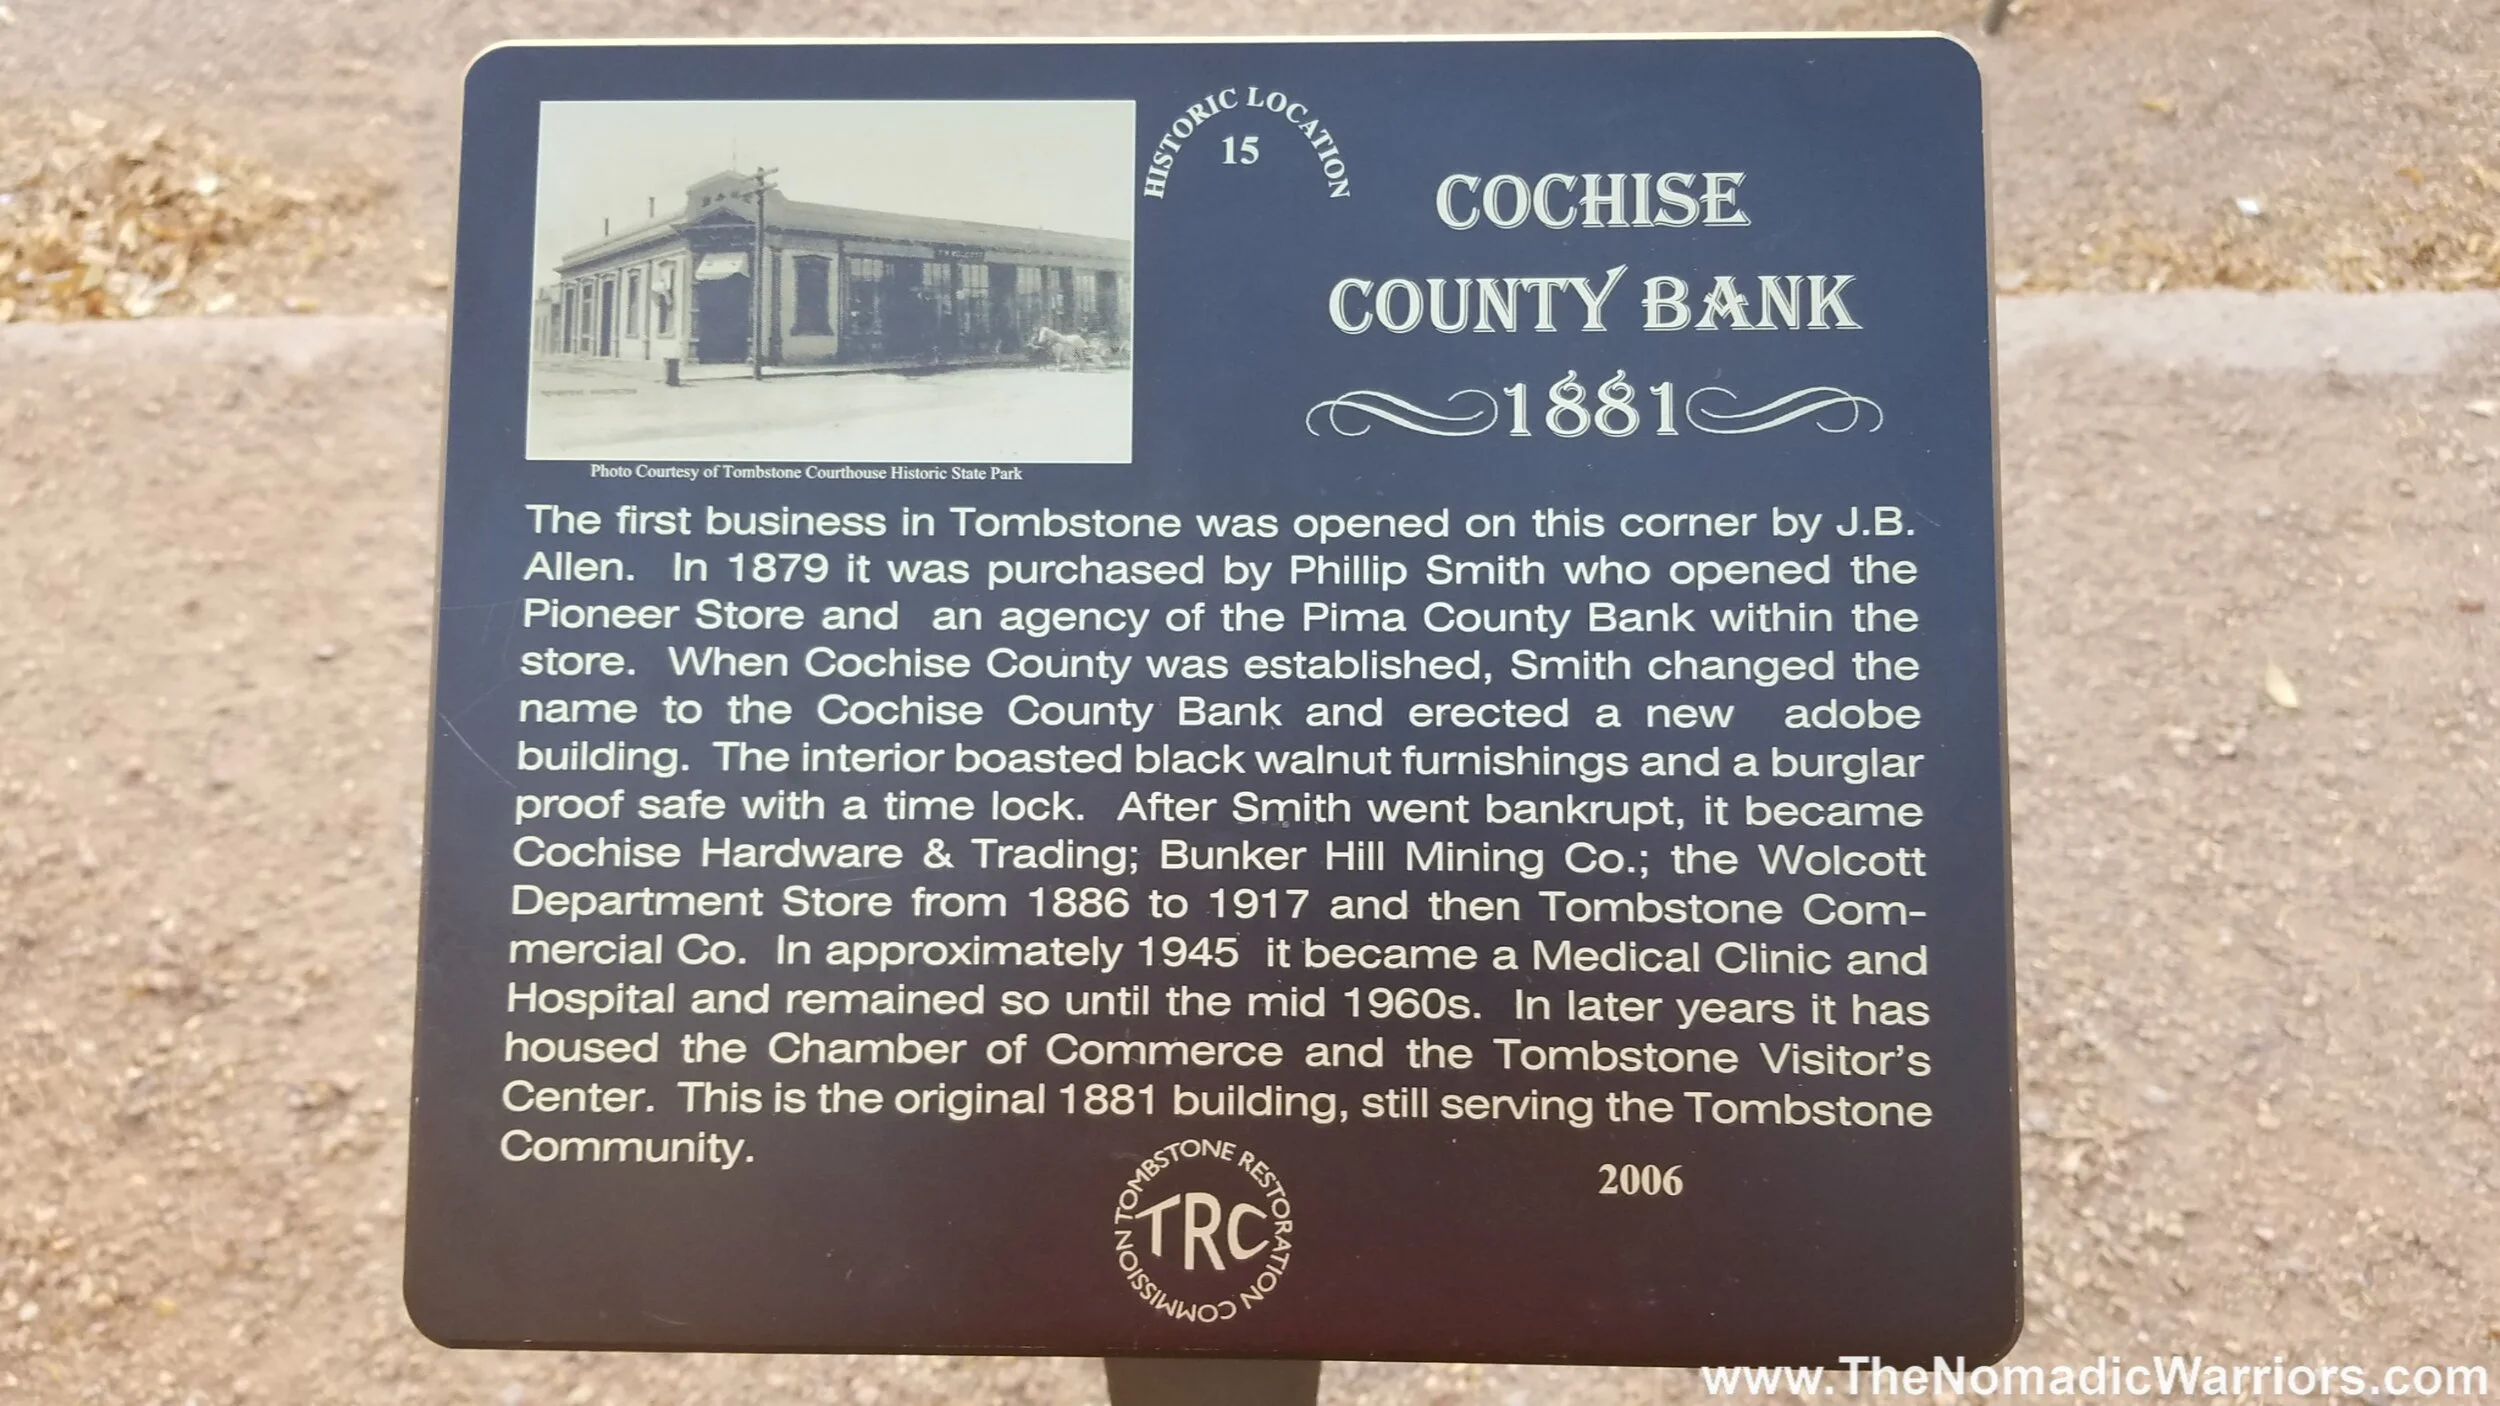 HISTORIC LOCATION
15
COCHISE
COUNTY BANK
1881
Photo Courtesy of Tombstone Courthouse Historic State Park
The first business in Tombstone was opened on this corner by J.B.
Allen. In 1879 it was purchased by Phillip Smith who opened the
Pioneer Store and an agency of the Pima County Bank within the
store. When Cochise County was established, Smith changed the
name to the Cochise County Bank and erected a new adobe
building. The interior boasted black walnut furnishings and a burglar
proof safe with a time lock. After Smith went bankrupt, it became
Cochise Hardware & Trading; Bunker Hill Mining Co.; the Wolcott
Department Store from 1886 to 1917 and then Tombstone Com-
mercial Co. In approximately 1945 it became a Medical Clinic and
Hospital and remained so until the mid 1960s. In later years it has
housed the Chamber of Commerce and the Tombstone Visitor's
Center. This is the original 1881 building, still serving the Tombstone
Community.
2006
TOMBSTONE RESTORATION COMMISSION
TRC
www.TheNomadicWarriors.com